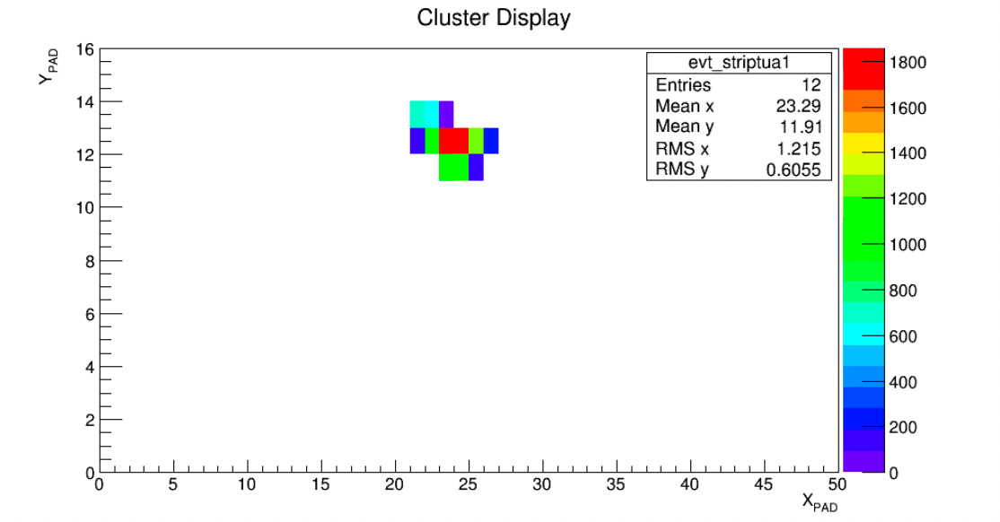 Cluster Display
Y_PAD
16
14
12
10
8
6
4
2
0
0 5 10 15 20 25 30 35 40 45 50
X_PAD
evt_striptua1
Entries 12
Mean x 23.29
Mean y 11.91
RMS x 1.215
RMS y 0.6055
1800
1600
1400
1200
1000
800
600
400
200
0